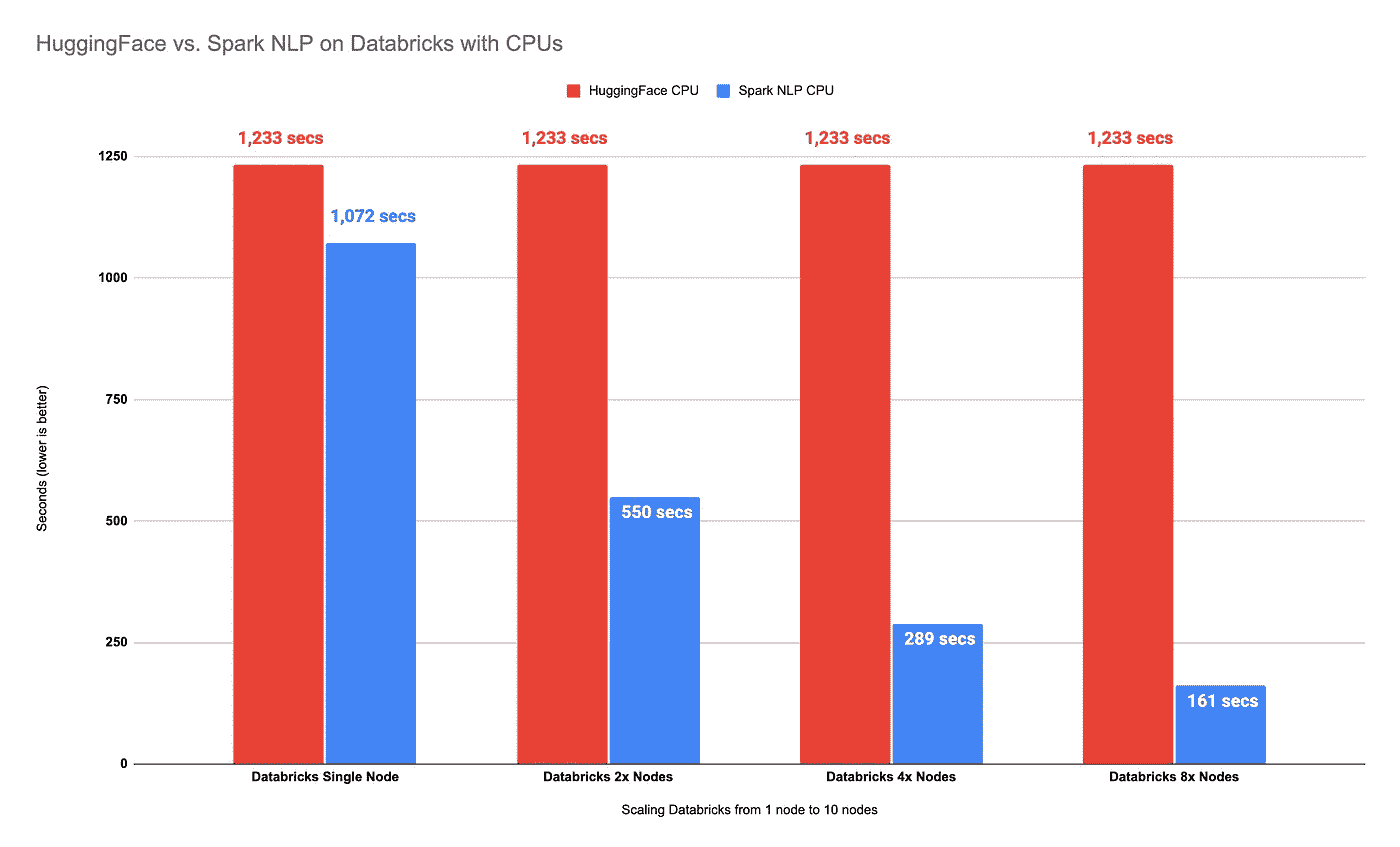 HuggingFace vs. Spark NLP on Databricks with CPUs
HuggingFace CPU Spark NLP CPU
1,233 secs 1,233 secs 1,233 secs 1,233 secs
1250
1,072 secs
1000
750
Seconds (lower is better)
550 secs
500
289 secs
250
161 secs
0
Databricks Single Node Databricks 2x Nodes Databricks 4x Nodes Databricks 8x Nodes
Scaling Databricks from 1 node to 10 nodes